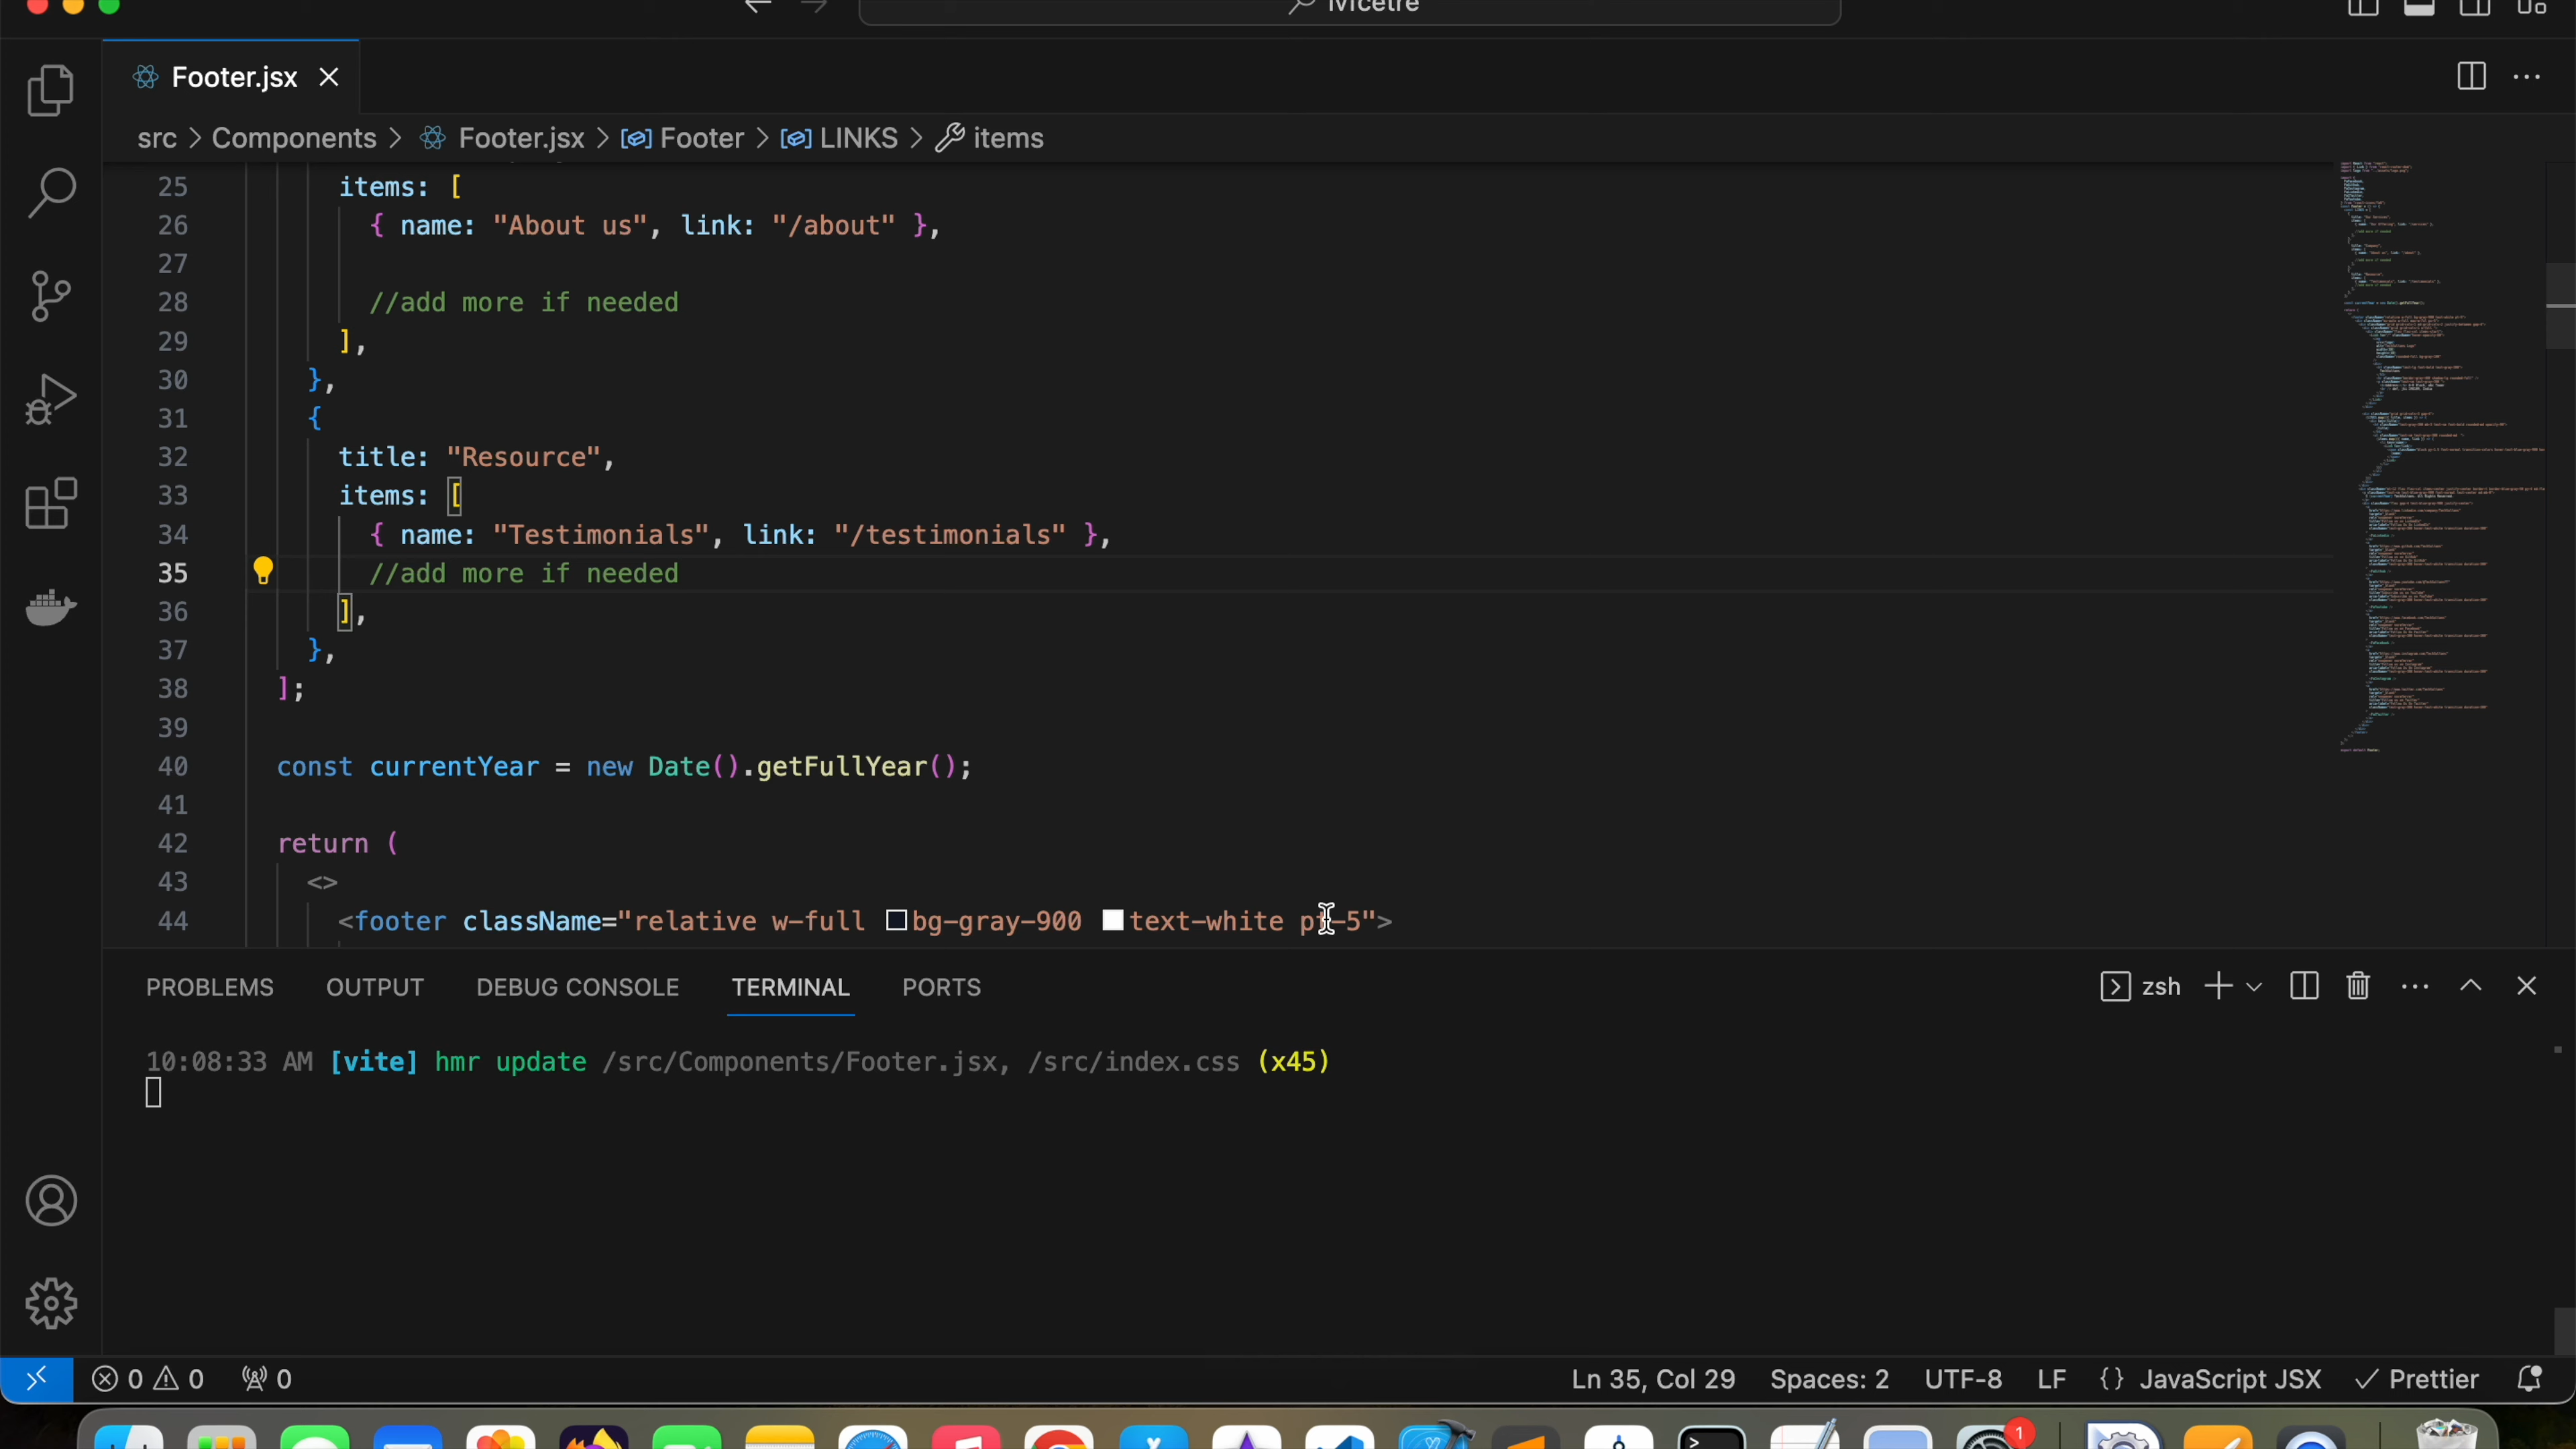 Footer.jsx
src > Components > Footer.jsx > Footer > LINKS > items
25 items: [
26 { name: "About us", link: "/about" },
27
28 //add more if needed
29 ],
30 },
31 {
32 title: "Resource",
33 items: [
34 { name: "Testimonials", link: "/testimonials" },
35 //add more if needed
36 ],
37 },
38 ];
39
40 const currentYear = new Date().getFullYear();
41
42 return (
43 <>
44 <footer className="relative w-full bg-gray-900 text-white pt-5">
PROBLEMS OUTPUT DEBUG CONSOLE TERMINAL PORTS zsh
10:08:33 AM [vite] hmr update /src/Components/Footer.jsx, /src/index.css (x45)
0 0 0 Ln 35, Col 29 Spaces: 2 UTF-8 LF {} JavaScript JSX Prettier
1